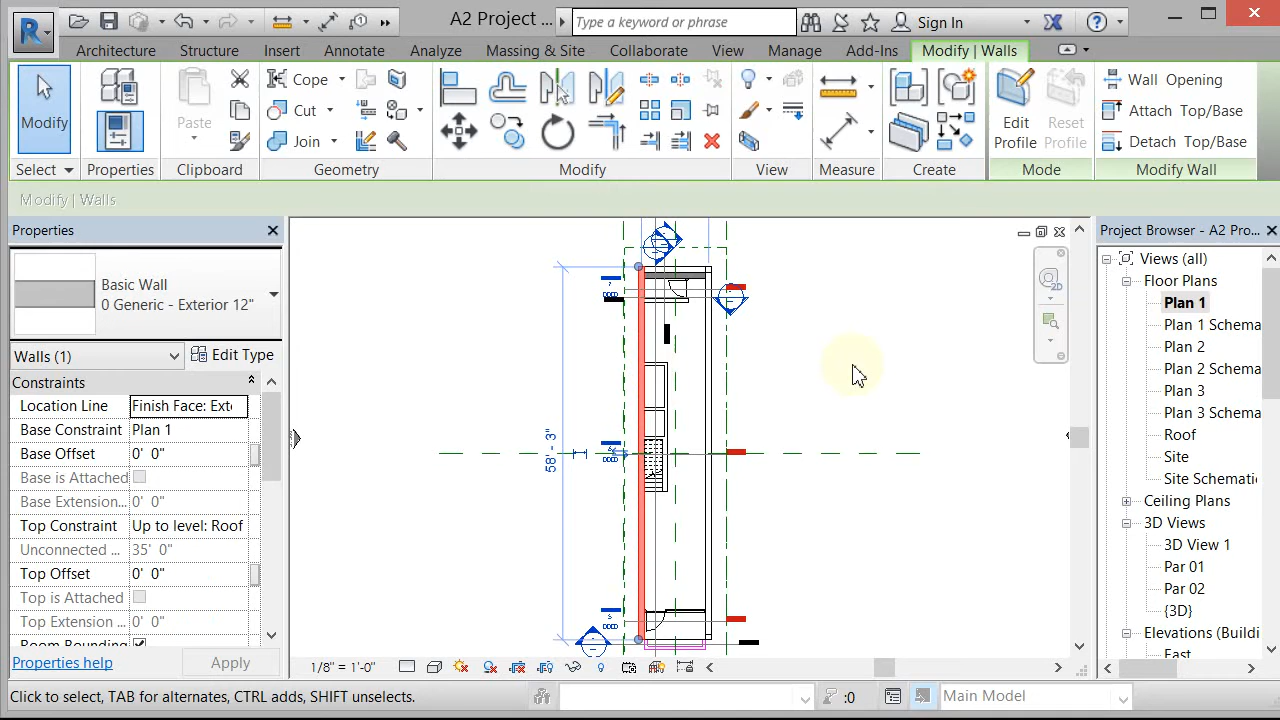 A2 Project ...
Type a keyword or phrase
Sign In
Architecture
Structure
Insert
Annotate
Analyze
Massing & Site
Collaborate
View
Manage
Add-Ins
Modify | Walls
Modify
Select
Properties
Paste
Clipboard
Cope
Cut
Join
Geometry
Modify
View
Measure
Create
Edit
Profile
Reset
Profile
Mode
Wall Opening
Attach Top/Base
Detach Top/Base
Modify Wall
Modify | Walls
Properties
Basic Wall
0 Generic - Exterior 12"
Walls (1)
Edit Type
Constraints
Location Line
Finish Face: Exte
Base Constraint
Plan 1
Base Offset
0' 0"
Base is Attached
Base Extension...
0' 0"
Top Constraint
Up to level: Roof
Unconnected ...
35' 0"
Top Offset
0' 0"
Top is Attached
Top Extension...
0' 0"
Properties help
Apply
58' - 3"
1/8" = 1'-0"
Project Browser - A2 Pro...
Views (all)
Floor Plans
Plan 1
Plan 1 Schema
Plan 2
Plan 2 Schema
Plan 3
Plan 3 Schema
Roof
Site
Site Schemati
Ceiling Plans
3D Views
3D View 1
Par 01
Par 02
{3D}
Elevations (Buildi
East
Click to select, TAB for alternates, CTRL adds, SHIFT unselects.
:0
Main Model